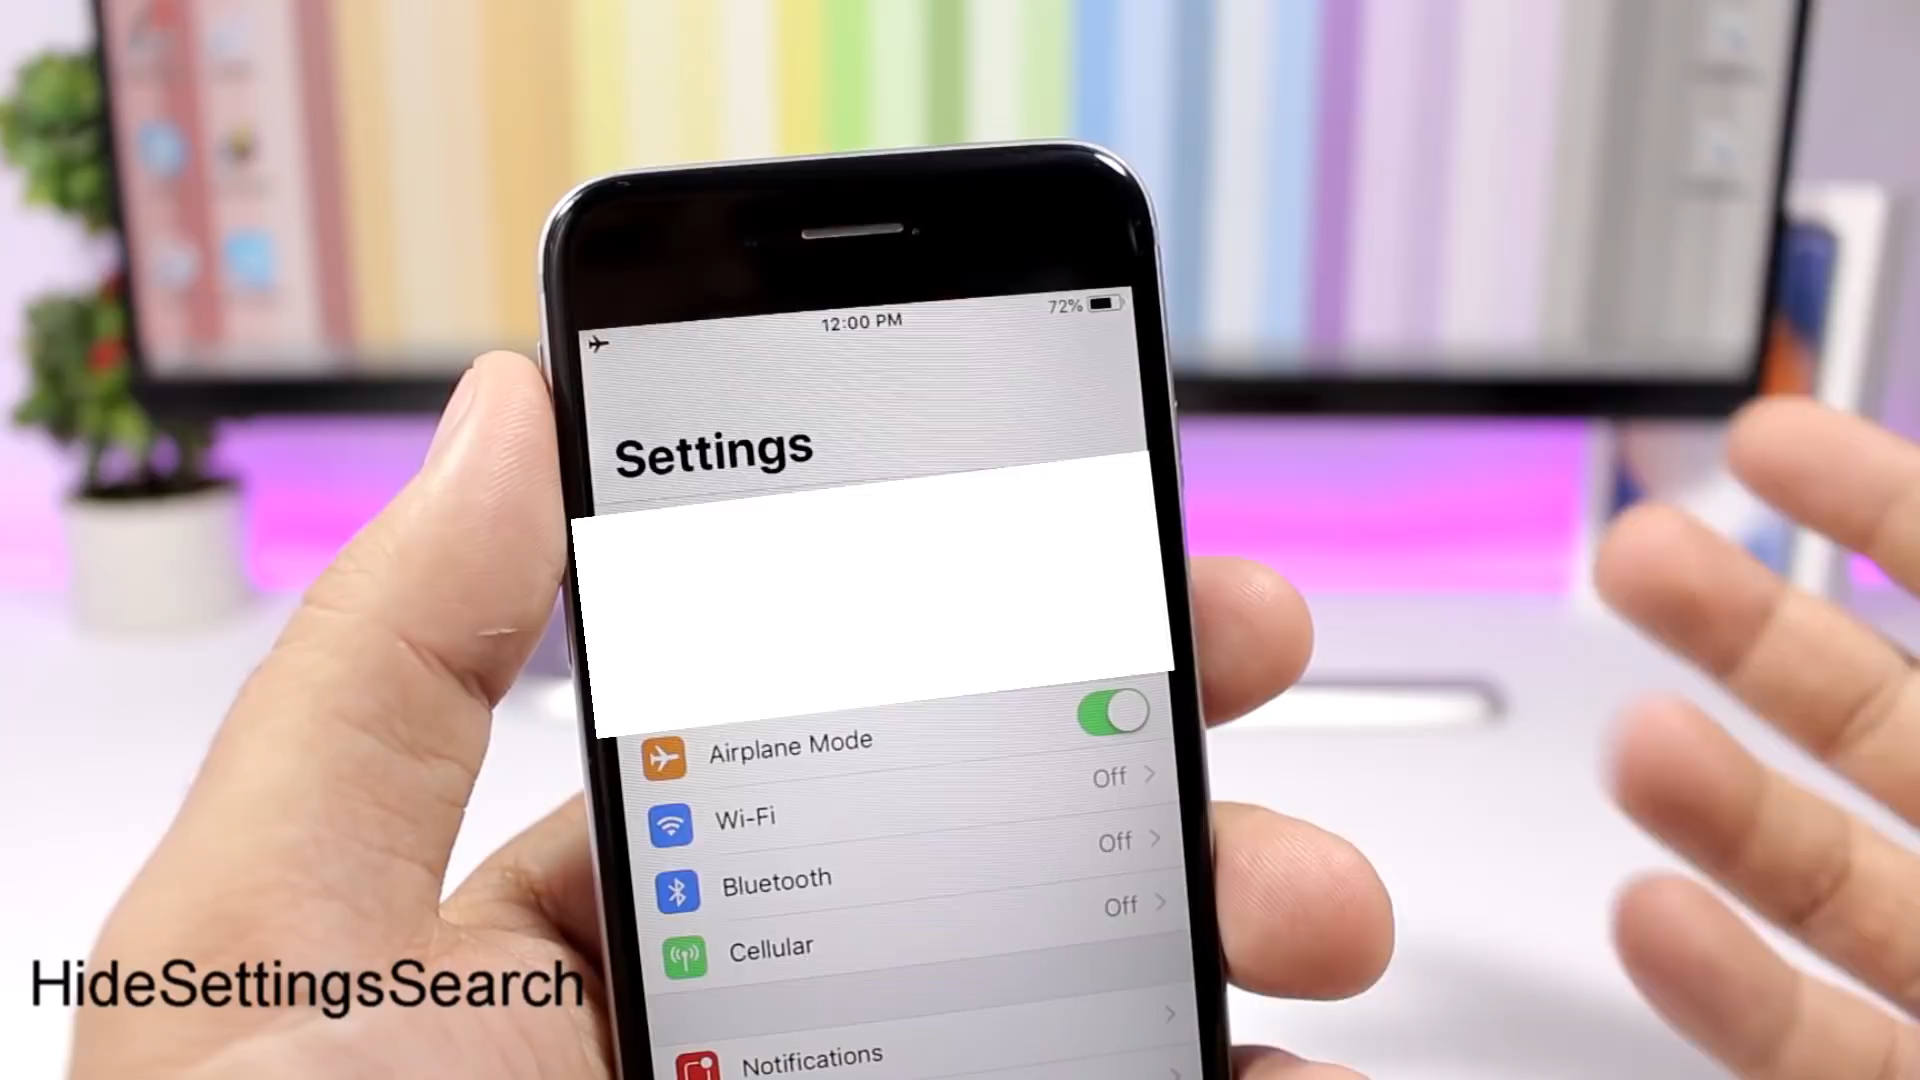 72%
12:00 PM
Settings
Airplane Mode
Wi-Fi
Off
Bluetooth
Off
Cellular
Off
Notifications
HideSettingsSearch